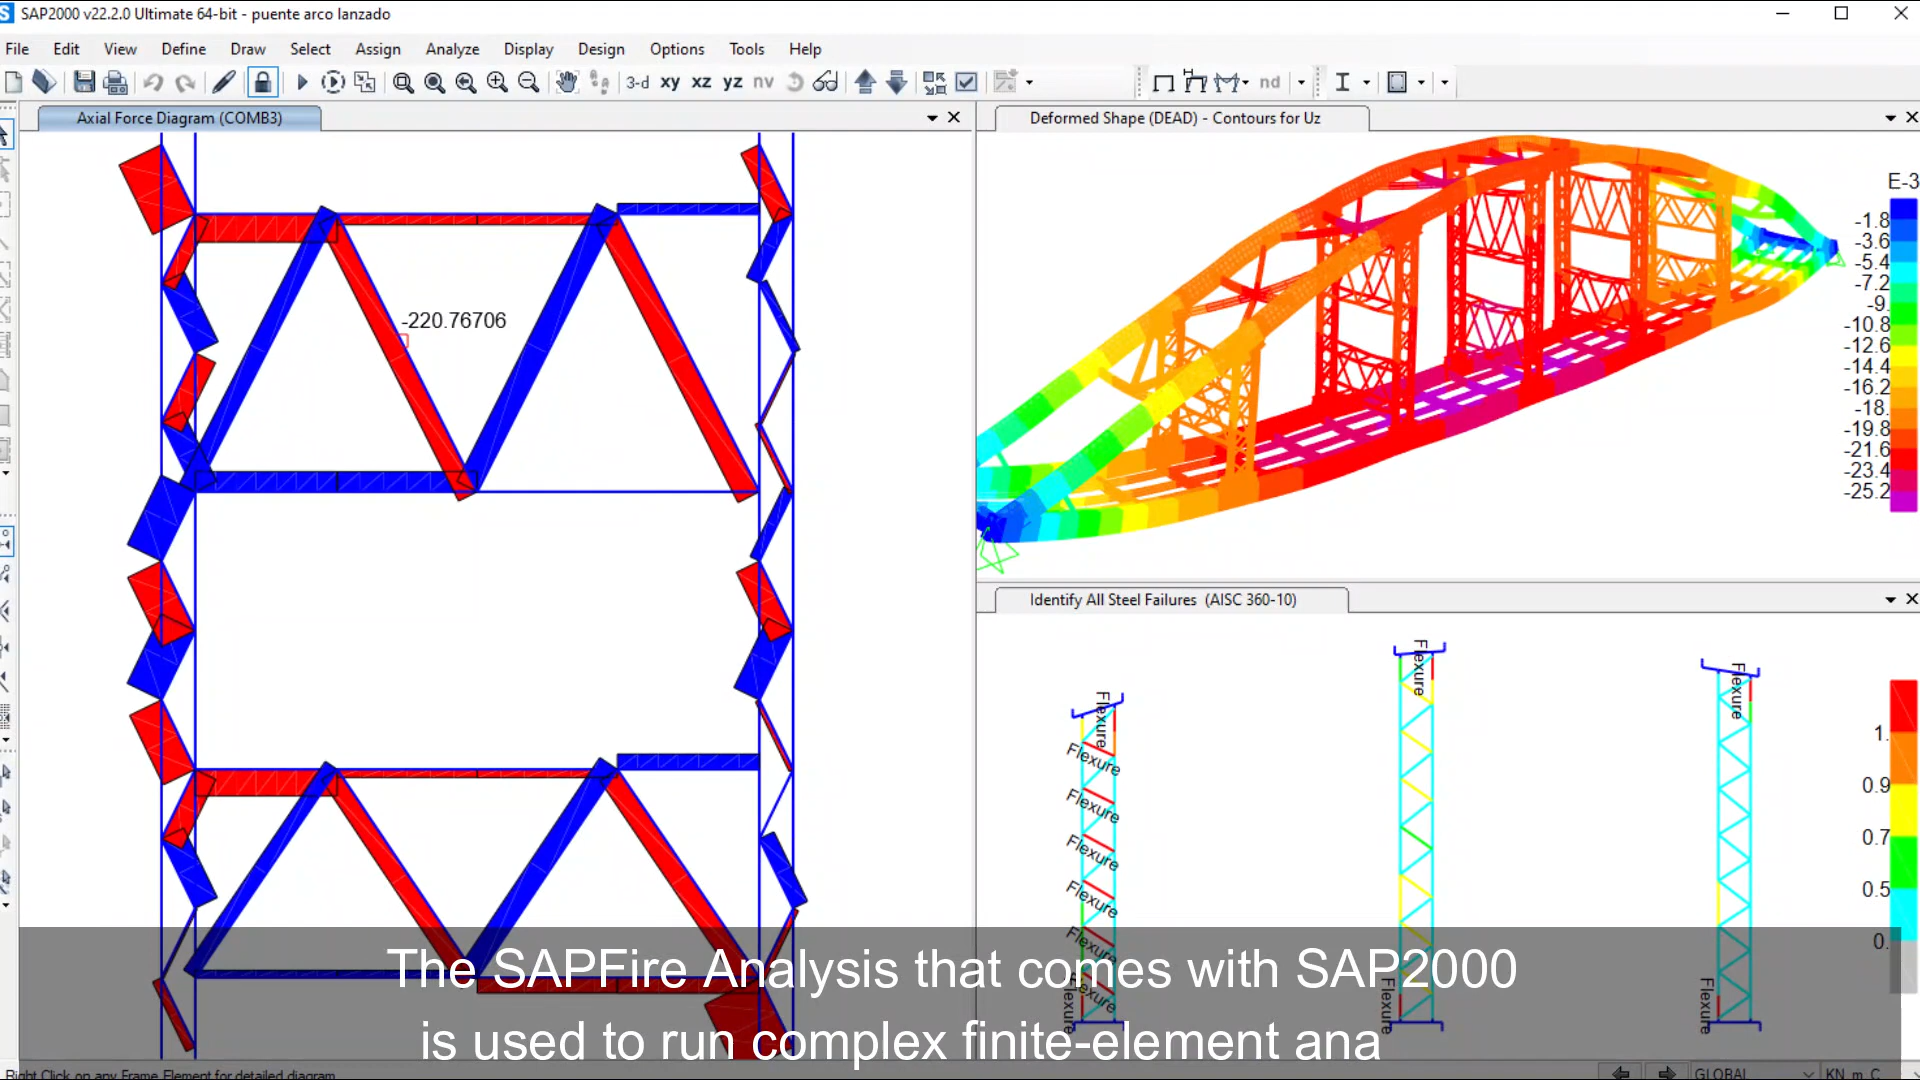 SAP2000 v22.2.0 Ultimate 64-bit - puente arco lanzado
File Edit View Define Draw Select Assign Analyze Display Design Options Tools Help
3-d xy xz yz nv nd
Axial Force Diagram (COMB3)
-220.76706
Deformed Shape (DEAD) - Contours for Uz
E-3
-1.8
-3.6
-5.4
-7.2
-9.
-10.8
-12.6
-14.4
-16.2
-18.
-19.8
-21.6
-23.4
-25.2
Identify All Steel Failures (AISC 360-10)
Flexure
Flexure
Flexure
Flexure
Flexure
Flexure
Flexure
Flexure
Flexure
Flexure
Flexure
Flexure
1.
0.9
0.7
0.5
0.
The SAPFire Analysis that comes with SAP2000
is used to run complex finite-element ana
Right Click on any Frame Element for detailed diagram
GLOBAL
KN, m, C